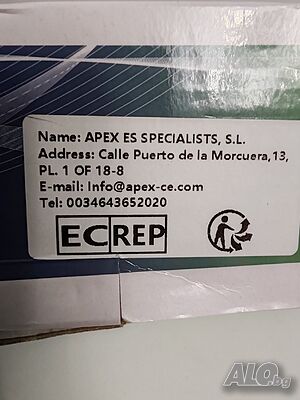 Name: APEX ES SPECIALISTS, S.L.
Address: Calle Puerto de la Morcuera,13,
PL. 1 OF 18-8
E-mail: Info@apex-ce.com
Tel: 0034643652020
EC REP
ALO.bg